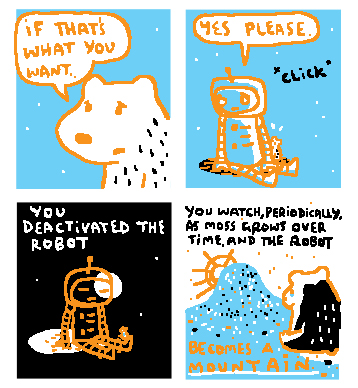 IF THAT'S
WHAT YOU
WANT.
YES PLEASE.
*CLICK*
YOU
DEACTIVATED THE
ROBOT
YOU WATCH, PERIODICALLY,
AS MOSS GROWS OVER
TIME, AND THE ROBOT
BECOMES A
MOUNTAIN.